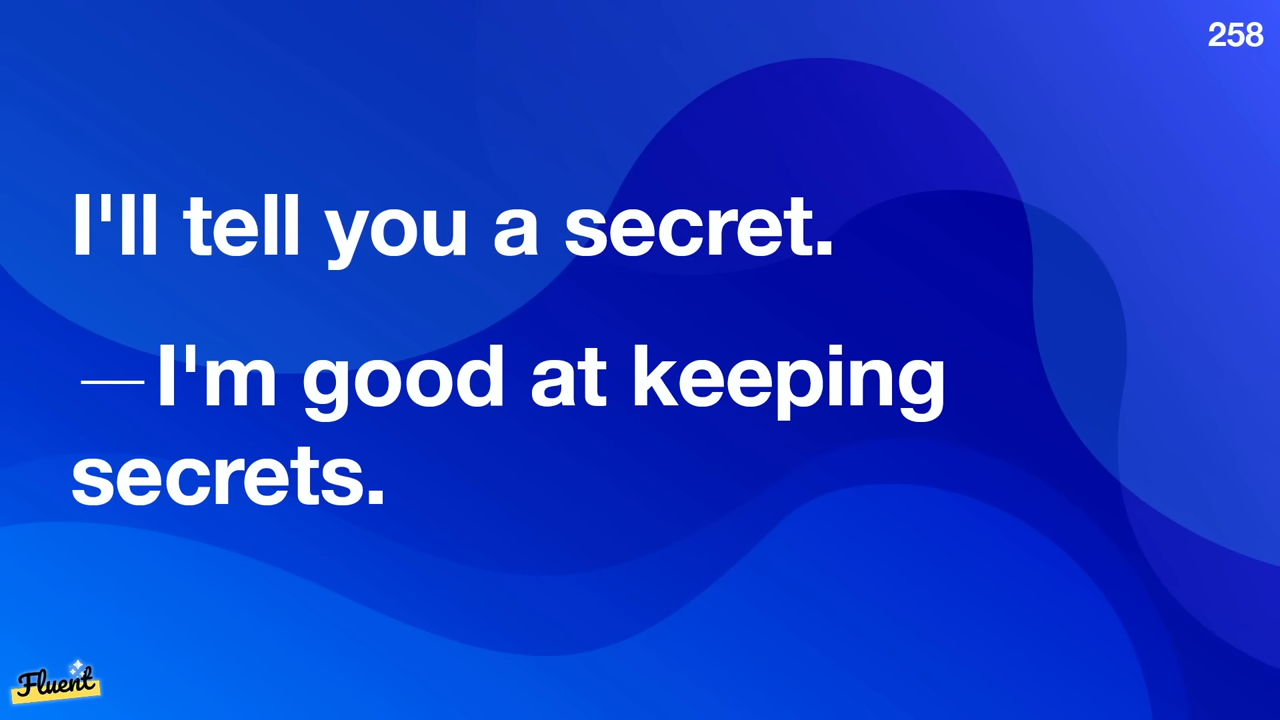 258
I'll tell you a secret.
—I'm good at keeping
secrets.
Fluent